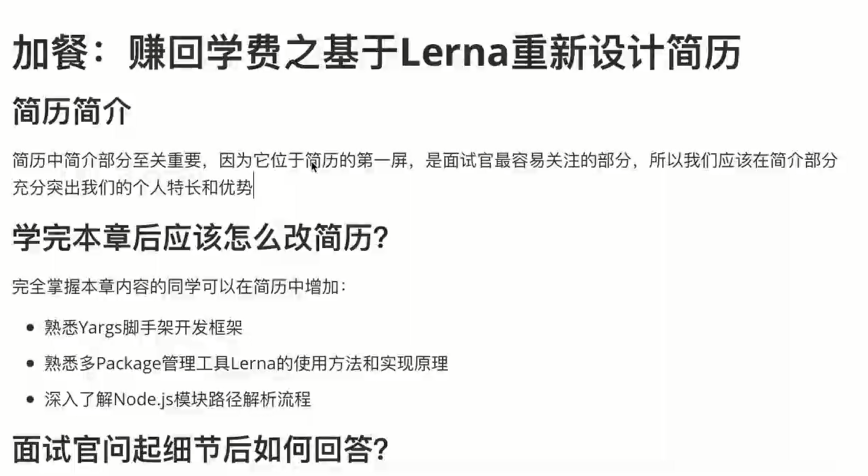 加餐：赚回学费之基于Lerna重新设计简历
简历简介
简历中简介部分至关重要，因为它位于简历的第一屏，是面试官最容易关注的部分，所以我们应该在简介部分
充分突出我们的个人特长和优势
学完本章后应该怎么改简历？
完全掌握本章内容的同学可以在简历中增加：
熟悉Yargs脚手架开发框架
熟悉多Package管理工具Lerna的使用方法和实现原理
深入了解Node.js模块路径解析流程
面试官问起细节后如何回答？